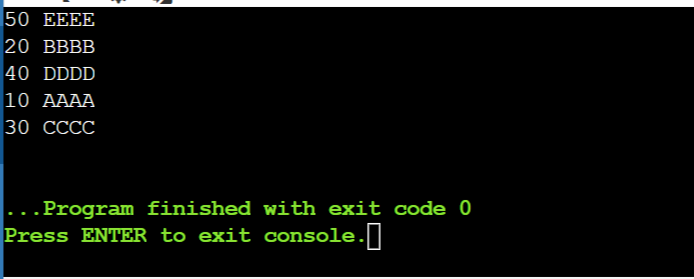 50 EEEE
20 BBBB
40 DDDD
10 AAAA
30 CCCC
...Program finished with exit code 0
Press ENTER to exit console.